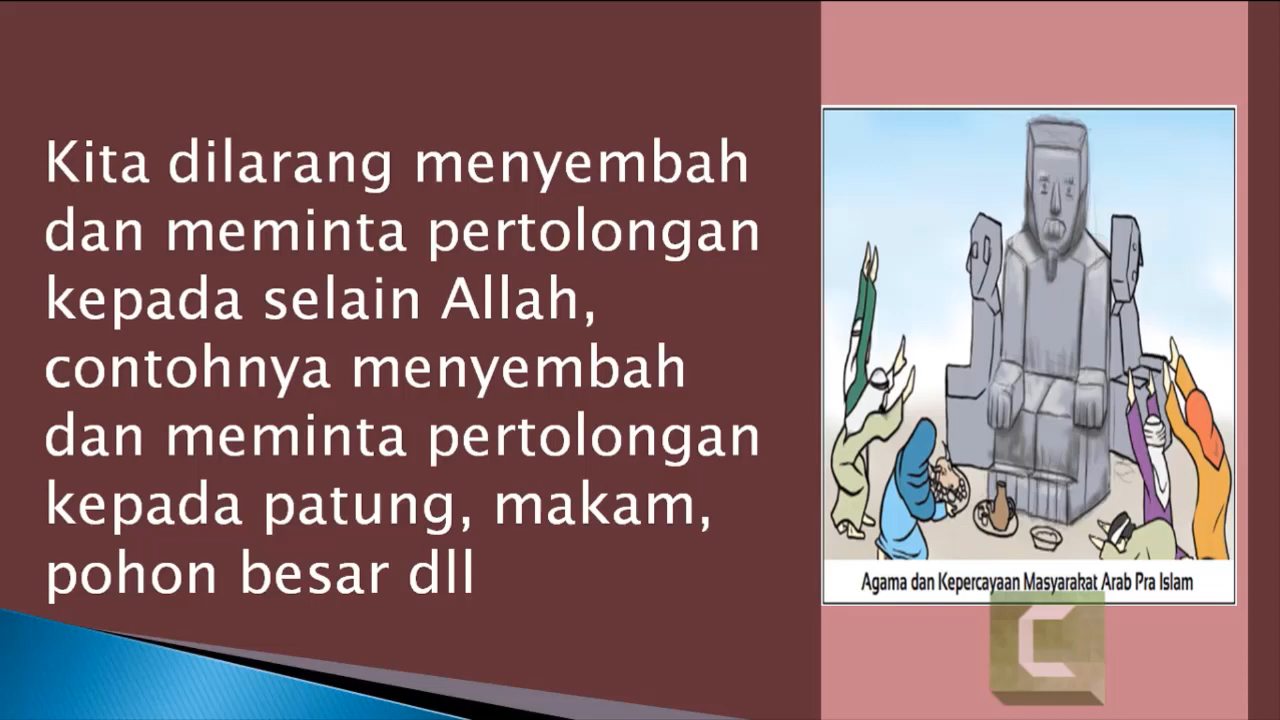 Kita dilarang menyembah
dan meminta pertolongan
kepada selain Allah,
contohnya menyembah
dan meminta pertolongan
kepada patung, makam,
pohon besar dll
Agama dan Kepercayaan Masyarakat Arab Pra Islam